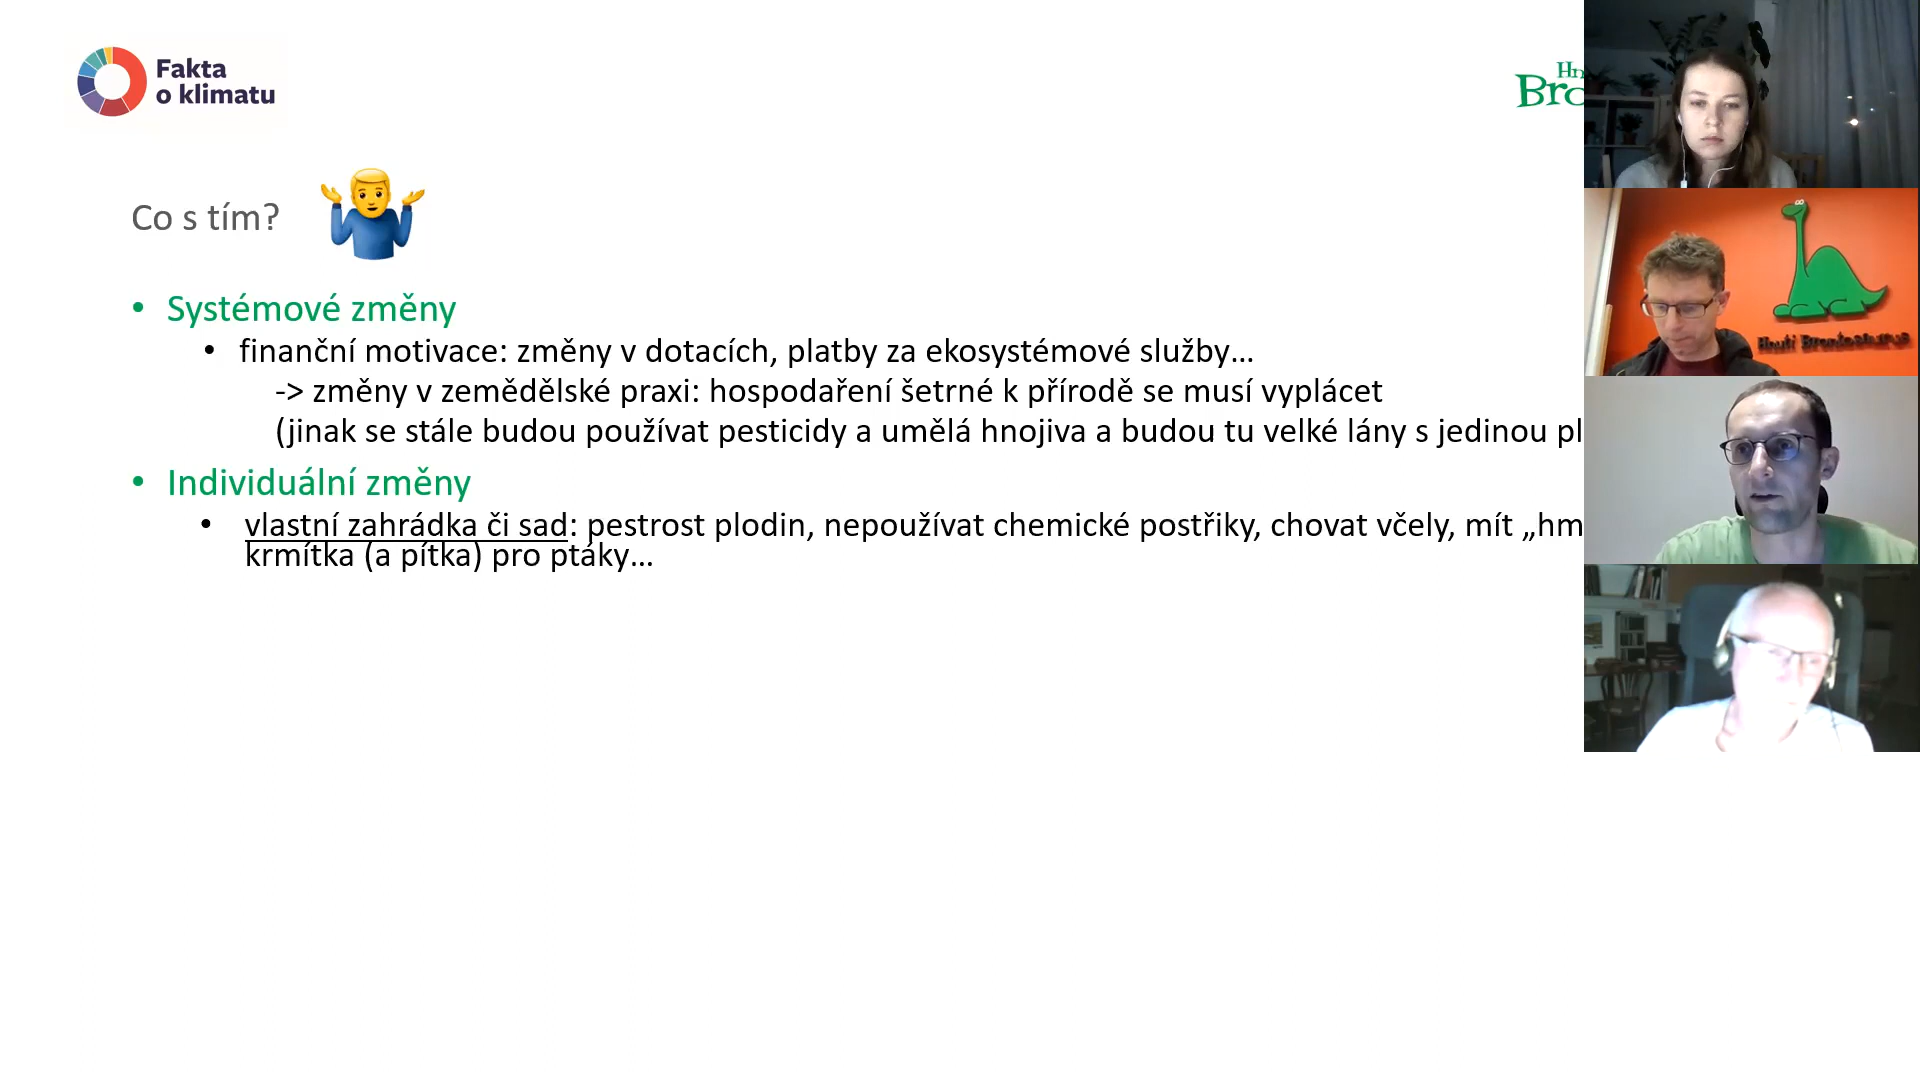 Fakta
o klimatu
Co s tím?
• Systémové změny
• finanční motivace: změny v dotacích, platby za ekosystémové služby…
-> změny v zemědělské praxi: hospodaření šetrné k přírodě se musí vyplácet
(jinak se stále budou používat pesticidy a umělá hnojiva a budou tu velké lány s jedinou
• Individuální změny
• vlastní zahrádka či sad: pestrost plodin, nepoužívat chemické postřiky, chovat včely, mít
krmítka (a pítka) pro ptáky…
Hnutí Brontosaurus